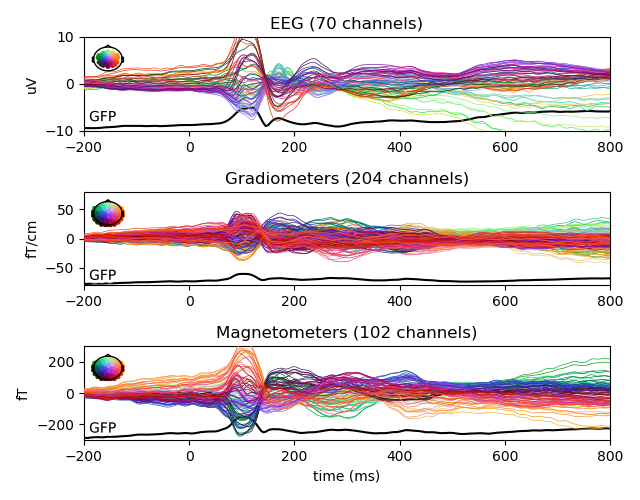 EEG (70 channels)
10
0
−10
uV
GFP
−200 0 200 400 600 800
Gradiometers (204 channels)
50
0
−50
fT/cm
GFP
−200 0 200 400 600 800
Magnetometers (102 channels)
200
0
−200
fT
GFP
−200 0 200 400 600 800
time (ms)